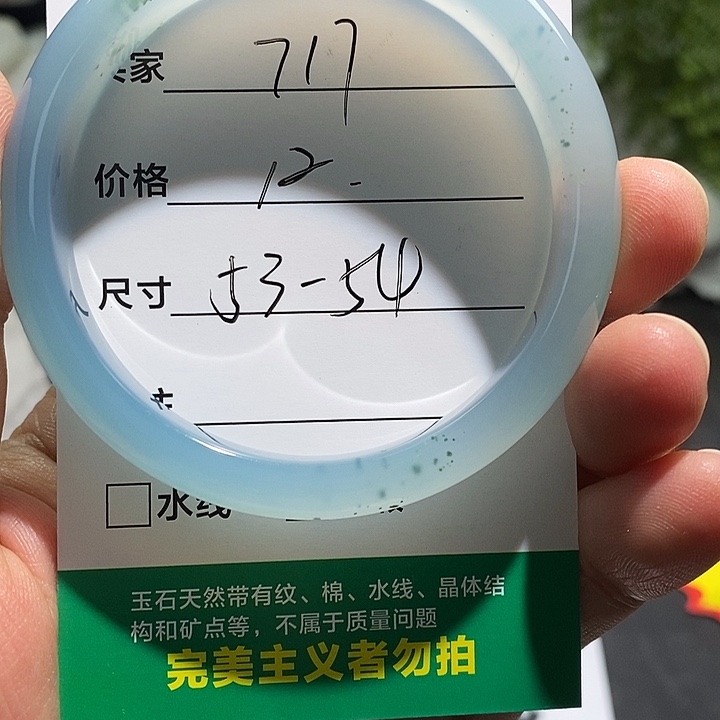 家 717
价格 12.
尺寸 53-54
水线
玉石天然带有纹、棉、水线、晶体结
构和矿点等，不属于质量问题
完美主义者勿拍